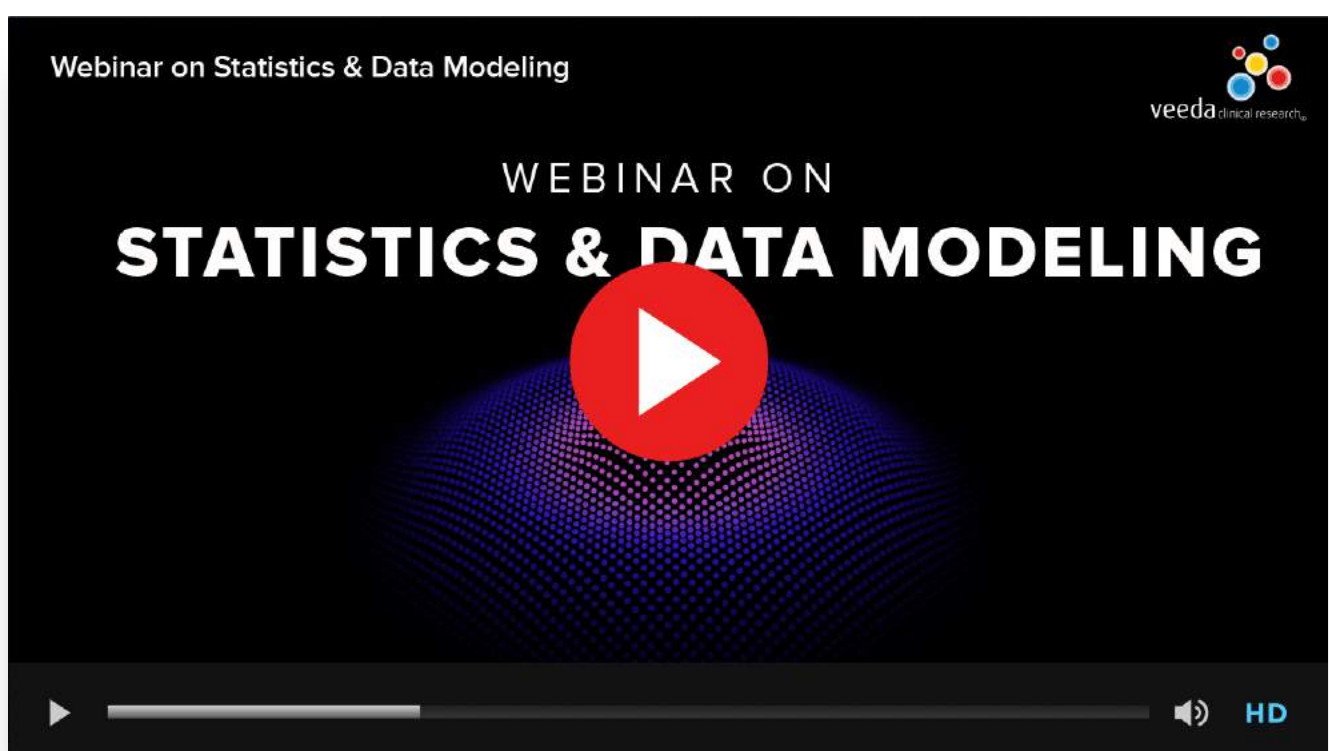 Webinar on Statistics & Data Modeling
veeda clinical research®
WEBINAR ON
STATISTICS & DATA MODELING
HD